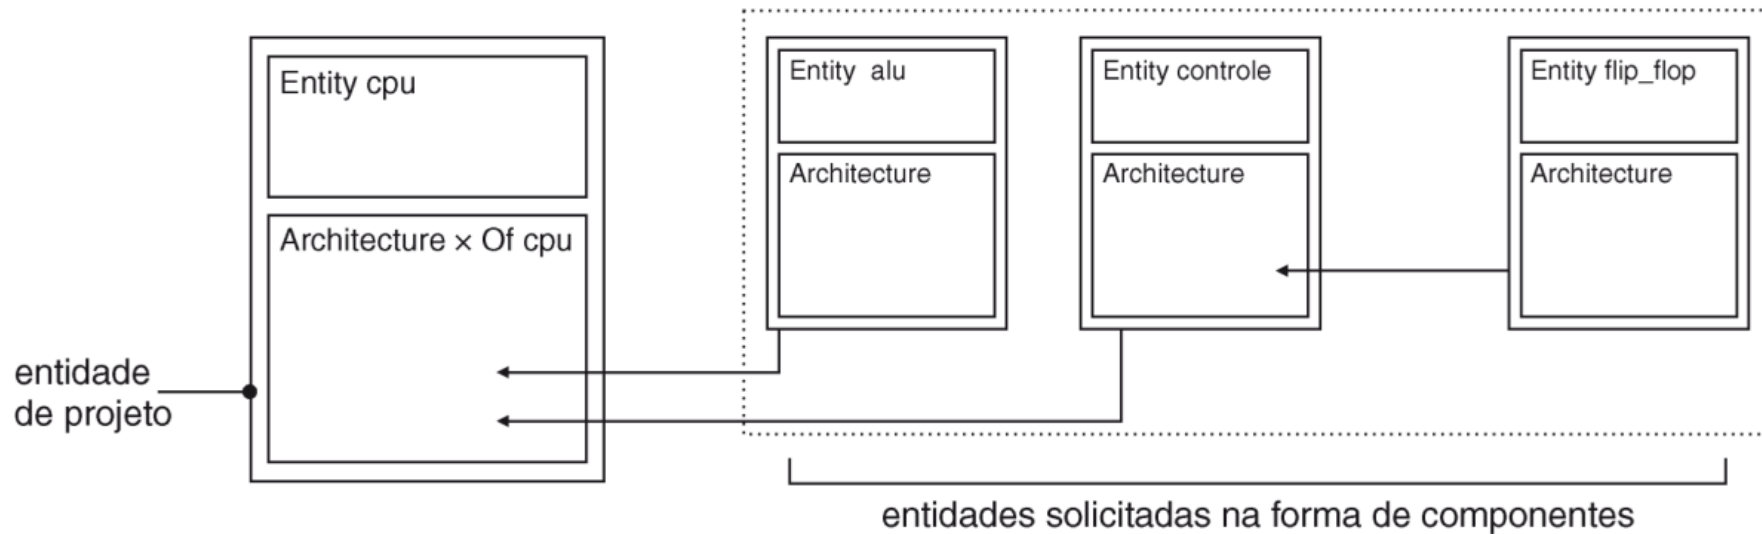 Entity cpu
Architecture × Of cpu
entidade
de projeto
Entity alu
Architecture
Entity controle
Architecture
Entity flip_flop
Architecture
entidades solicitadas na forma de componentes